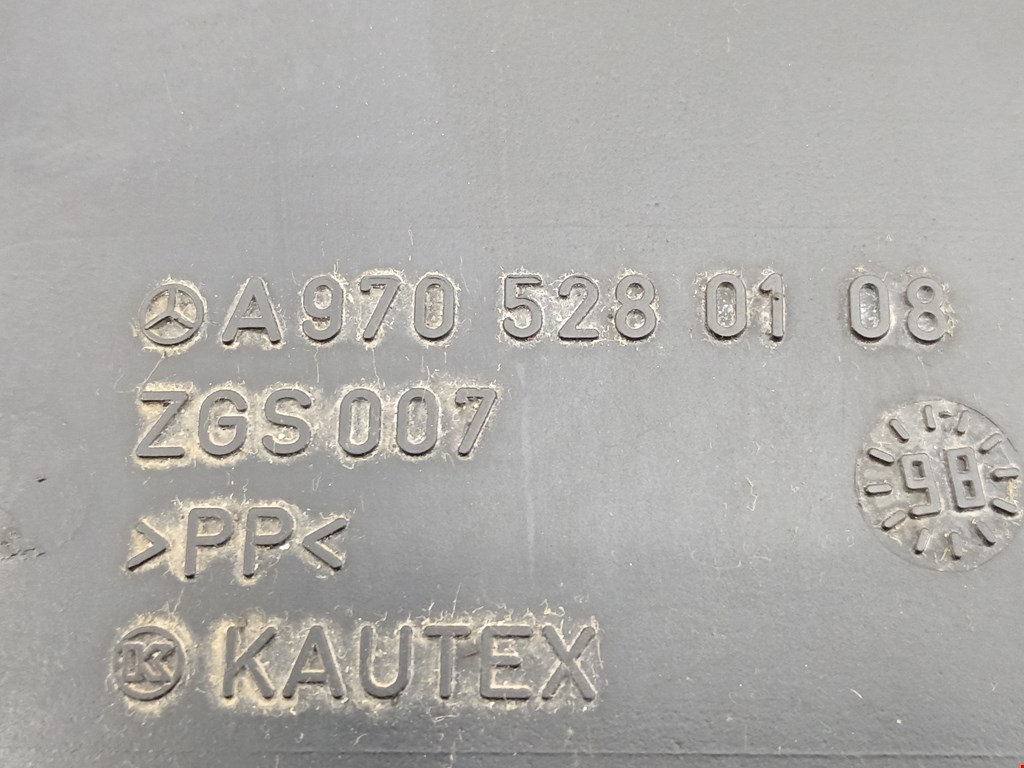 A 970 528 01 08
ZGS 007
>PP<
98
K KAUTEX